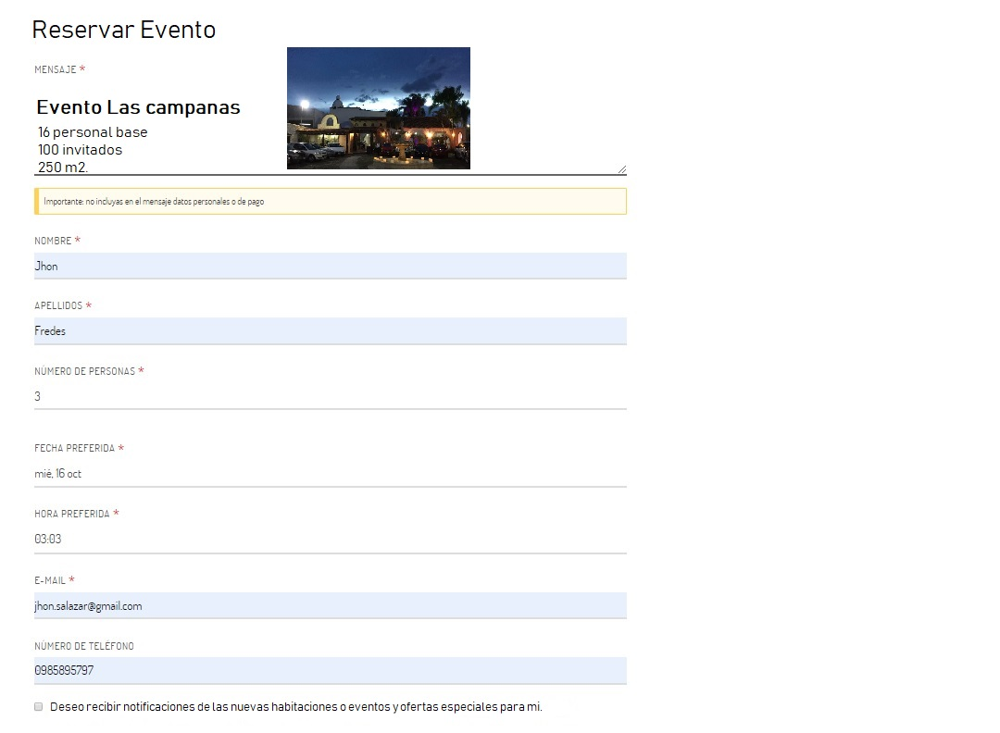 Reservar Evento
MENSAJE *
Evento Las campanas
16 personal base
100 invitados
250 m2.
Importante: no incluyas en el mensaje datos personales o de pago
NOMBRE *
Jhon
APELLIDOS *
Fredes
NÚMERO DE PERSONAS *
3
FECHA PREFERIDA *
mié, 16 oct
HORA PREFERIDA *
03:03
E-MAIL *
jhon.salazar@gmail.com
NÚMERO DE TELÉFONO
0985895797
Deseo recibir notificaciones de las nuevas habitaciones o eventos y ofertas especiales para mi.